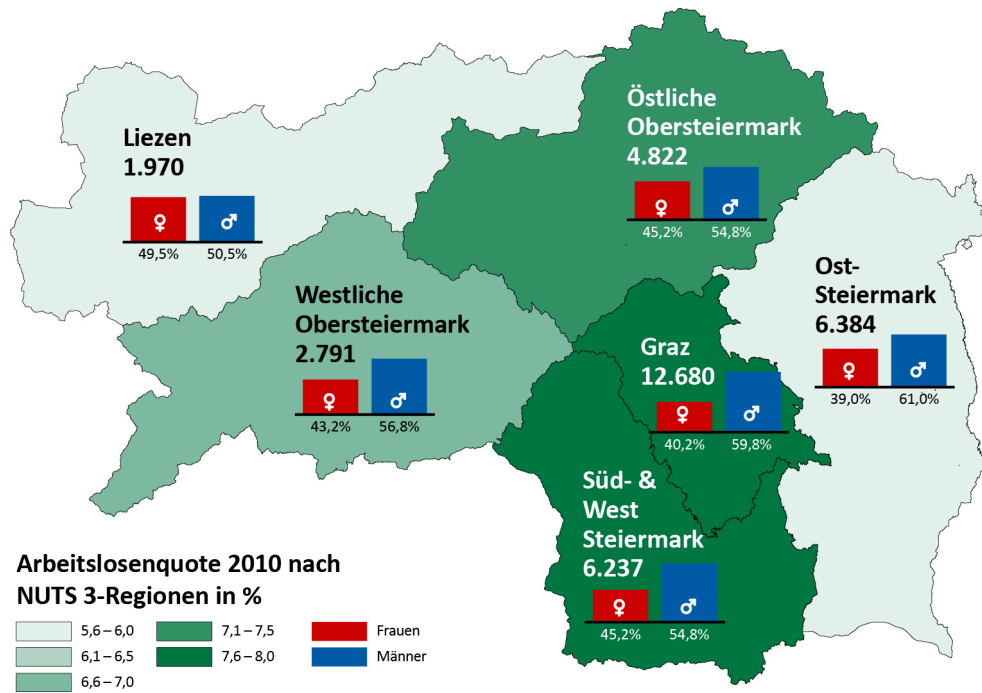 Liezen
1.970
♀ ♂
49,5% 50,5%
Östliche
Obersteiermark
4.822
♀ ♂
45,2% 54,8%
Westliche
Obersteiermark
2.791
♀ ♂
43,2% 56,8%
Ost-
Steiermark
6.384
♀ ♂
39,0% 61,0%
Graz
12.680
♀ ♂
40,2% 59,8%
Süd- &
West
Steiermark
6.237
♀ ♂
45,2% 54,8%
Arbeitslosenquote 2010 nach
NUTS 3-Regionen in %
5,6 – 6,0
6,1 – 6,5
6,6 – 7,0
7,1 – 7,5
7,6 – 8,0
Frauen
Männer